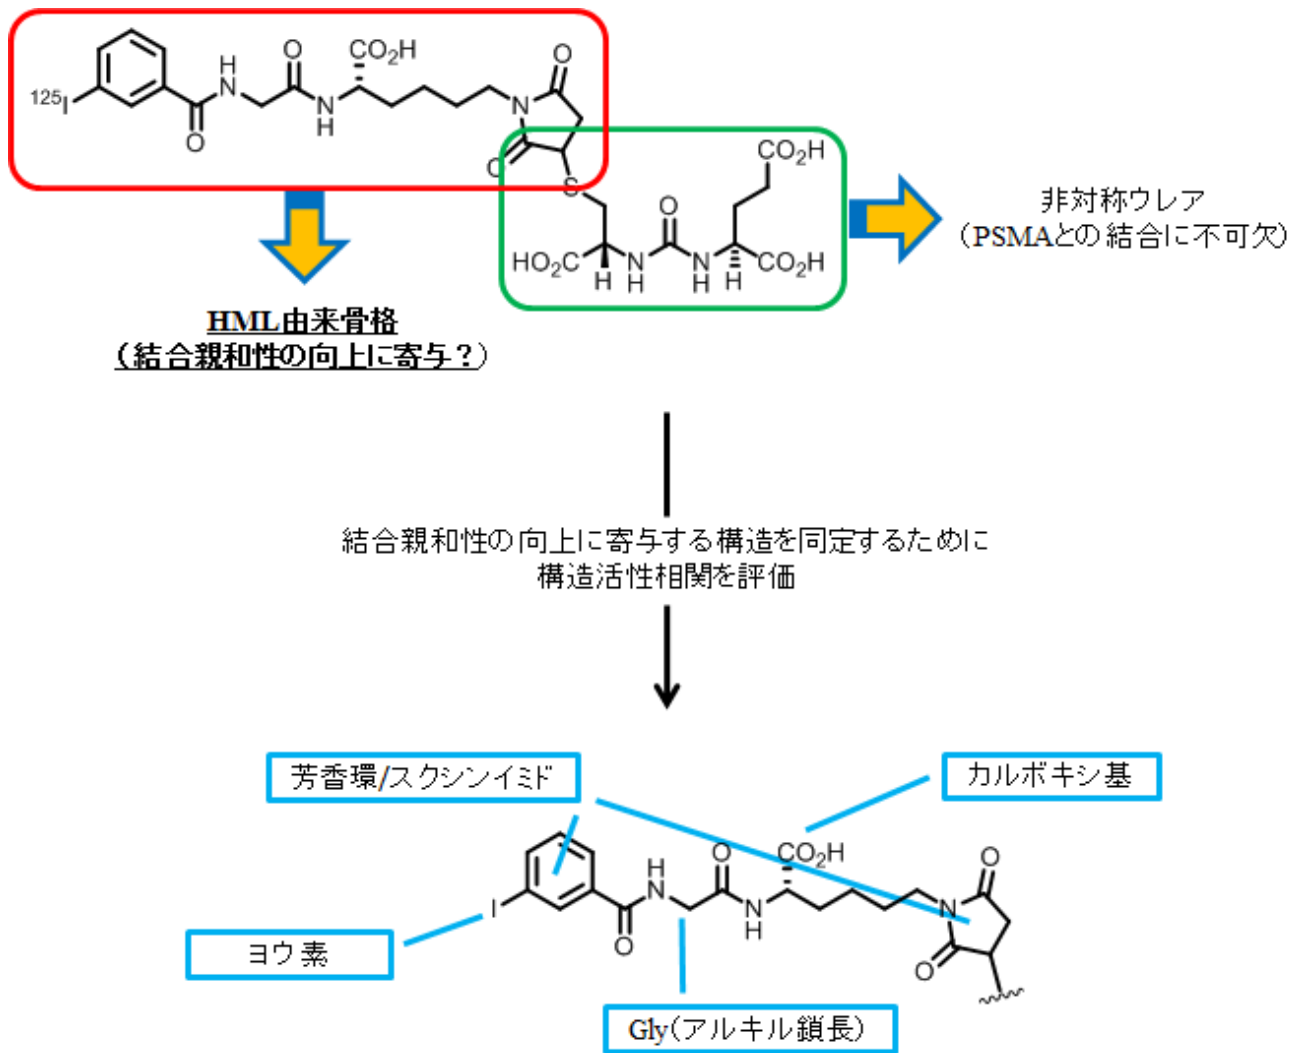 CO₂H
O
H
N
O
¹²⁵I
O
N
H
N
O
O
S
CO₂H
O
HO₂C
N
H
N
H
H
H
CO₂H
非対称ウレア
（PSMAとの結合に不可欠）
HML由来骨格
（結合親和性の向上に寄与？）
結合親和性の向上に寄与する構造を同定するために
構造活性相関を評価
芳香環/スクシンイミド
カルボキシ基
O
CO₂H
O
H
N
I
O
N
H
N
O
ヨウ素
Gly(アルキル鎖長）